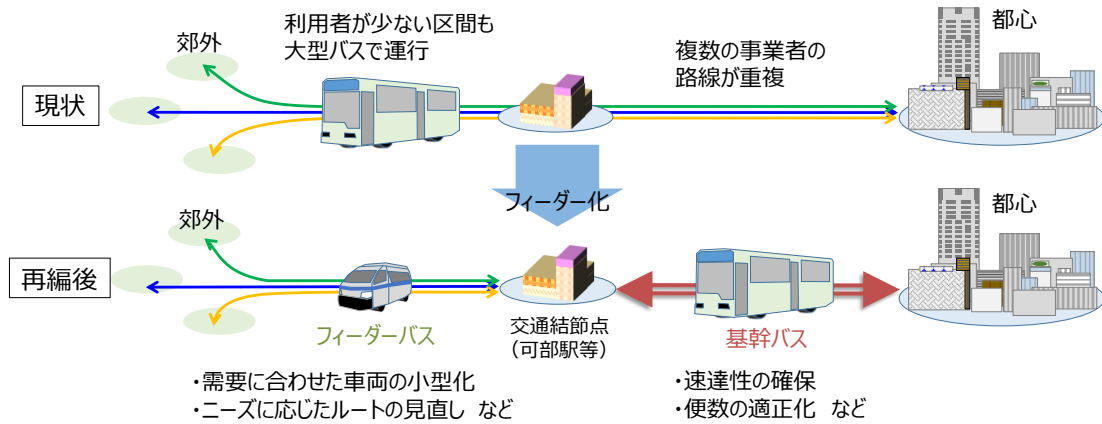 利用者が少ない区間も
大型バスで運行
郊外
複数の事業者の
路線が重複
都心
現状
フィーダー化
郊外
都心
再編後
フィーダーバス
交通結節点
（可部駅等）
基幹バス
・需要に合わせた車両の小型化
・ニーズに応じたルートの見直し など
・速達性の確保
・便数の適正化 など